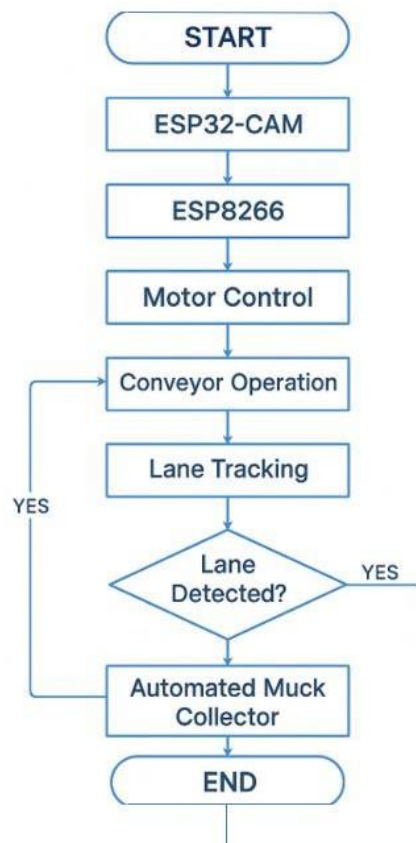 START
ESP32-CAM
ESP8266
Motor Control
Conveyor Operation
Lane Tracking
YES
Lane
Detected?
YES
Automated Muck
Collector
END